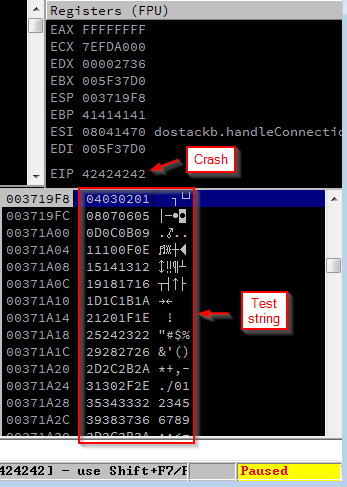 Registers (FPU)
EAX FFFFFFFF
ECX 7EFDA000
EDX 00002736
EBX 005F37D0
ESP 003719F8
EBP 41414141
ESI 08041470 dostackb.handleConnecti
EDI 005F37D0
EIP 42424242
Crash
003719F8 04030201
003719FC 08070605
00371A00 0D0C0B09
00371A04 11100F0E
00371A08 15141312
00371A0C 19181716
00371A10 1D1C1B1A
00371A14 21201F1E !
00371A18 25242322 "#$%
00371A1C 29282726 &'()
00371A20 2D2C2B2A *+,-
00371A24 31302F2E ./01
00371A28 35343332 2345
00371A2C 39383736 6789
Test
string
424242] - use Shift+F7/
Paused